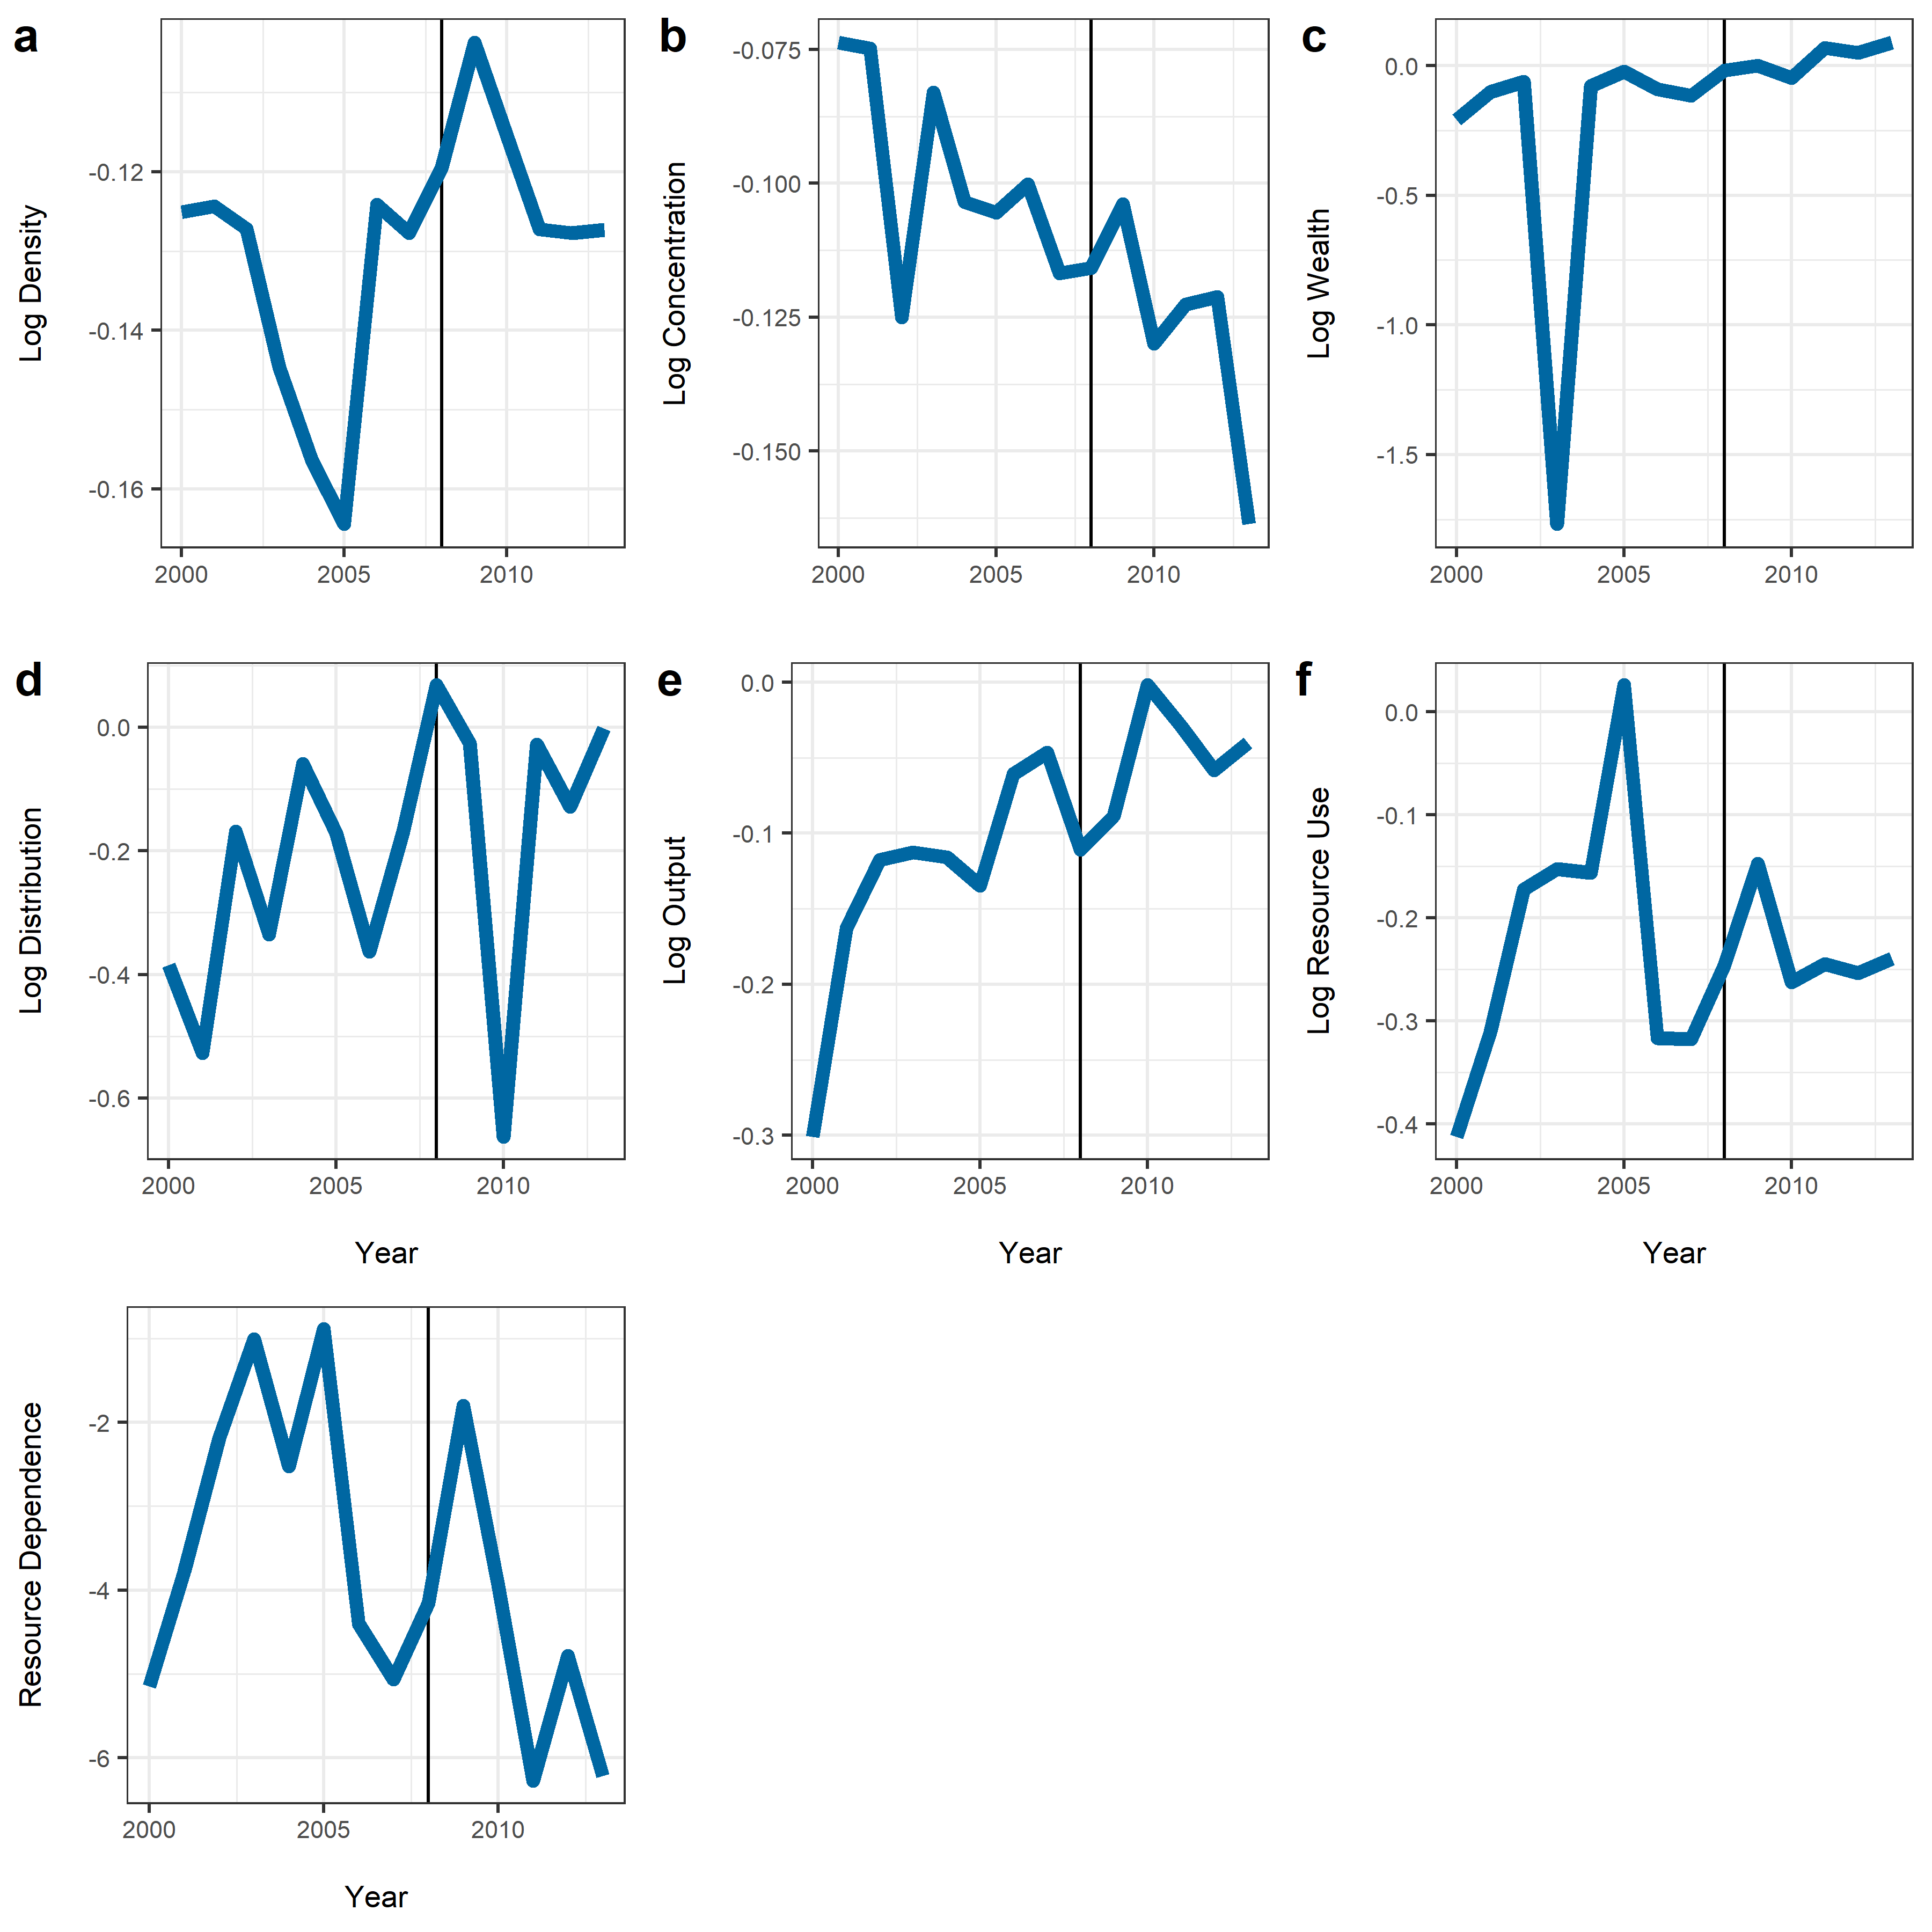 a
Log Density
-0.12
-0.14
-0.16
2000 2005 2010
b
Log Concentration
-0.075
-0.100
-0.125
-0.150
2000 2005 2010
c
Log Wealth
0.0
-0.5
-1.0
-1.5
2000 2005 2010
d
Log Distribution
0.0
-0.2
-0.4
-0.6
2000 2005 2010
Year
e
Log Output
0.0
-0.1
-0.2
-0.3
2000 2005 2010
Year
f
Log Resource Use
0.0
-0.1
-0.2
-0.3
-0.4
2000 2005 2010
Year
Resource Dependence
-2
-4
-6
2000 2005 2010
Year